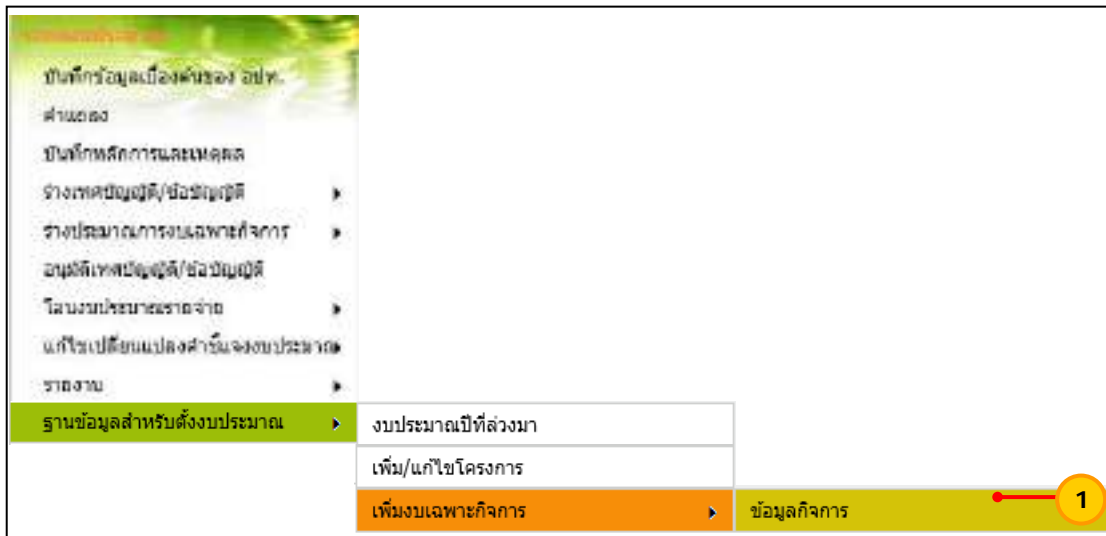 บันทึกข้อมูลเบื้องต้นของ อปท.
คำแถลง
บันทึกหลักการและเหตุผล
ร่างเทศบัญญัติ/ข้อบัญญัติ
ร่างประมาณการงบเฉพาะกิจการ
อนุมัติเทศบัญญัติ/ข้อบัญญัติ
โอนงบประมาณรายจ่าย
แก้ไขเปลี่ยนแปลงคำชี้แจงงบประมาณ
รายงาน
ฐานข้อมูลสำหรับตั้งงบประมาณ
งบประมาณปีที่ล่วงมา
เพิ่ม/แก้ไขโครงการ
เพิ่มงบเฉพาะกิจการ
ข้อมูลกิจการ
1